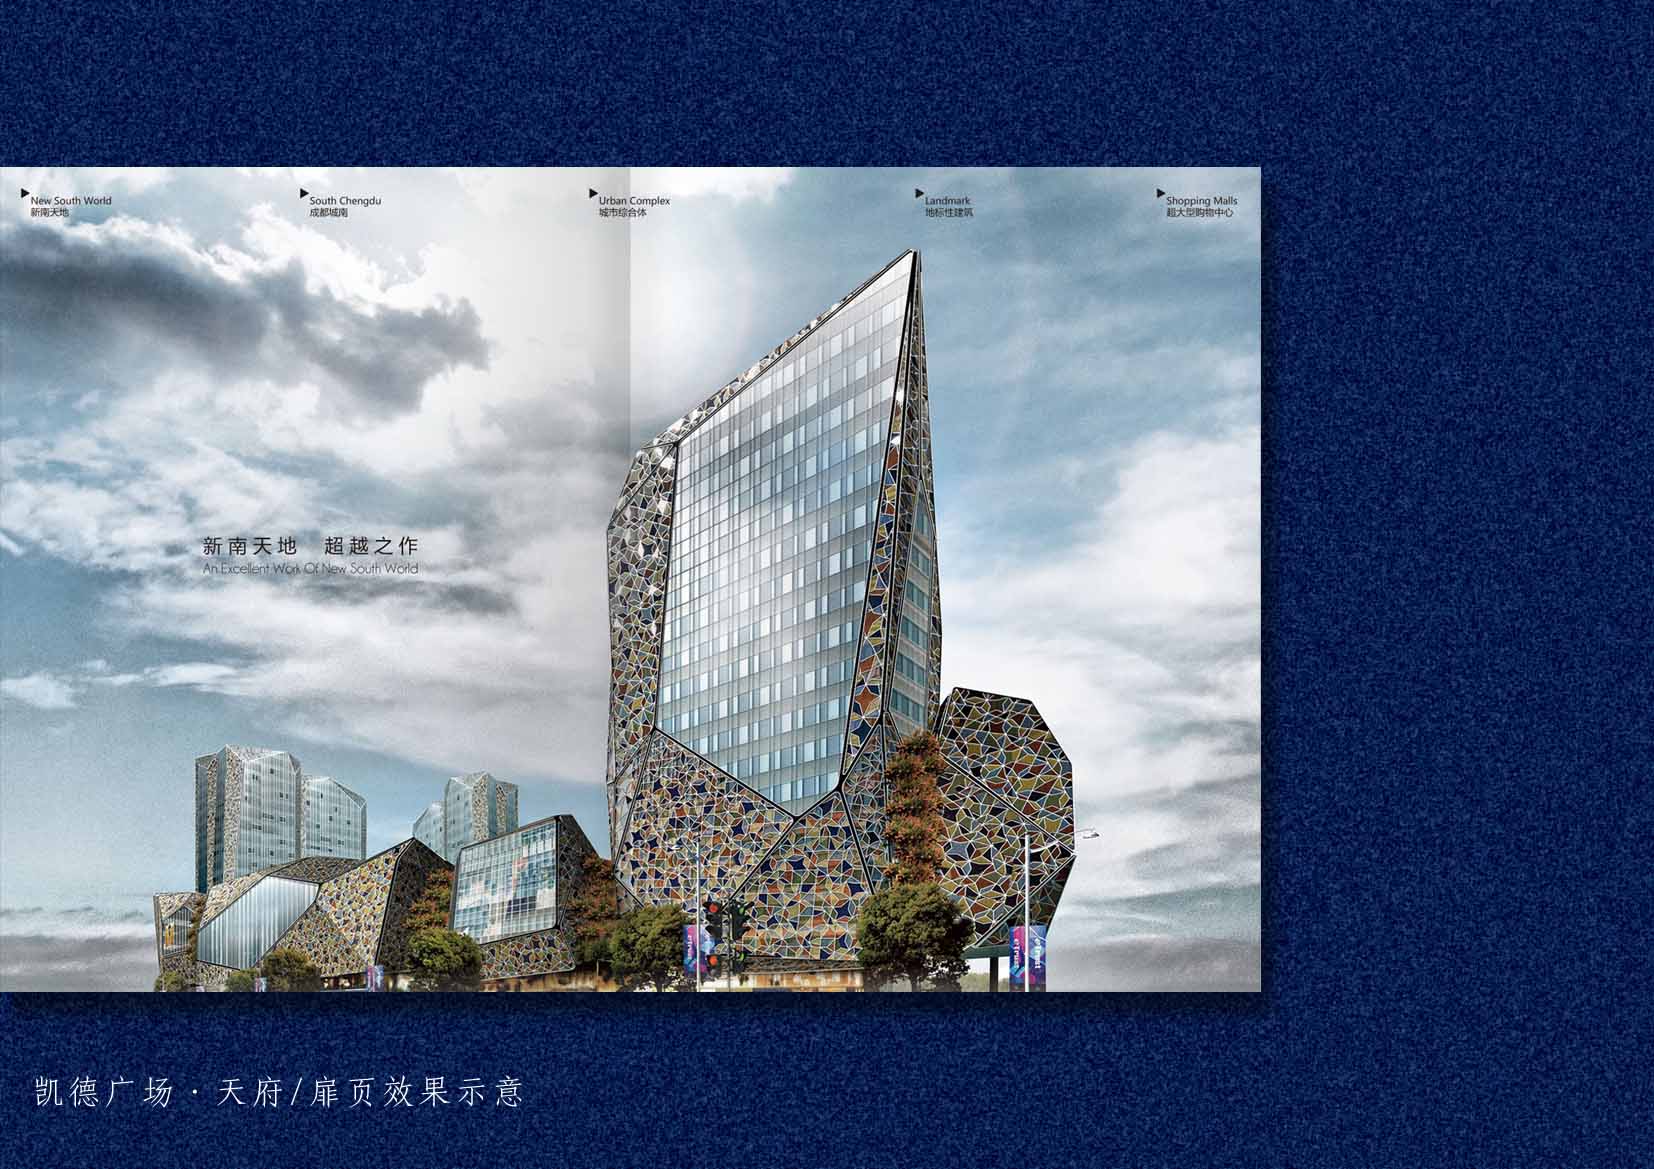 New South World
新南天地
South Chengdu
成都城南
Urban Complex
城市综合体
Landmark
地标性建筑
Shopping Malls
超大型购物中心
新南天地 超越之作
An Excellent Work Of New South World
eTrust
凯德广场·天府/扉页效果示意